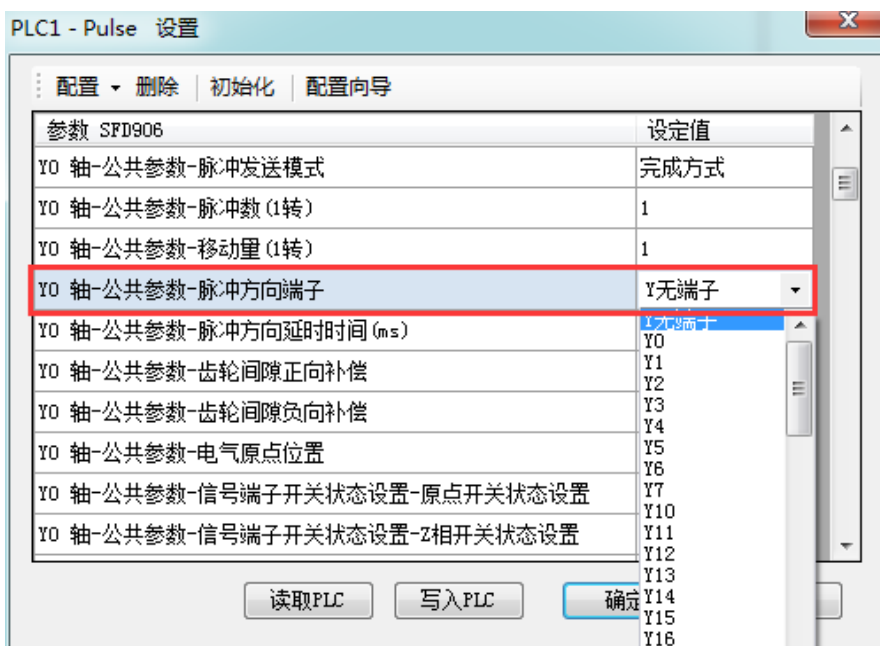 PLC1 - Pulse 设置
配置 删除 初始化 配置向导
参数 SFD906 设定值
Y0 轴-公共参数-脉冲发送模式 完成方式
Y0 轴-公共参数-脉冲数(1转) 1
Y0 轴-公共参数-移动量(1转) 1
Y0 轴-公共参数-脉冲方向端子 Y无端子
Y无端子
Y0 轴-公共参数-脉冲方向延时时间(ms) Y0
Y1
Y0 轴-公共参数-齿轮间隙正向补偿 Y2
Y3
Y0 轴-公共参数-齿轮间隙负向补偿 Y4
Y5
Y0 轴-公共参数-电气原点位置 Y6
Y7
Y0 轴-公共参数-信号端子开关状态设置-原点开关状态设置 Y10
Y11
Y0 轴-公共参数-信号端子开关状态设置-Z相开关状态设置 Y12
Y13
读取PLC 写入PLC 确定 Y14
Y15
Y16